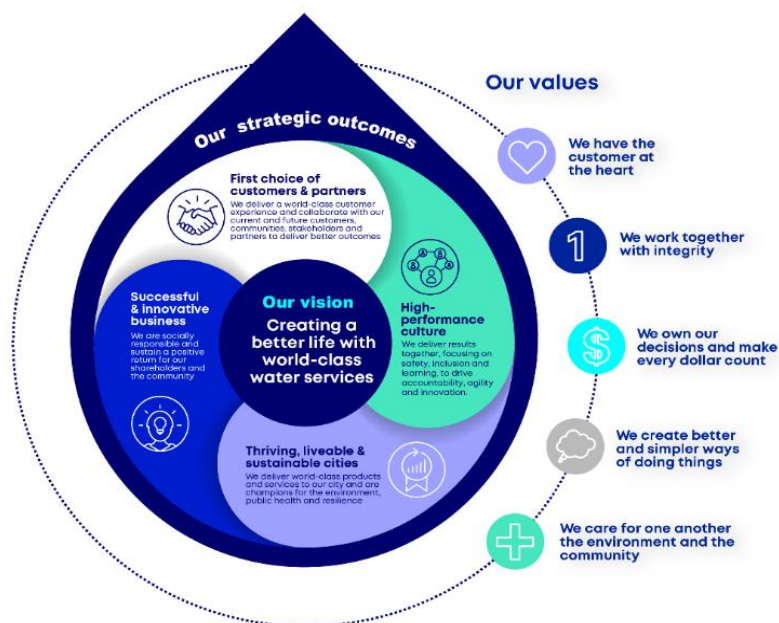 Our strategic outcomes
First choice of
customers & partners
We deliver a world-class customer
experience and collaborate with our
current and future customers,
communities, stakeholders and
partners to deliver better outcomes
High-
performance
culture
We deliver results
together, focusing on
safety, inclusion and
learning, to drive
accountability, agility
and innovation.
Successful
& innovative
business
We are socially
responsible and
sustain a positive
return for our
shareholders and
the community
Our vision
Creating a
better life with
world-class
water services
Thriving, liveable &
sustainable cities
We deliver world-class products
and services to our city and are
champions for the environment,
public health and resilience
Our values
We have the
customer at
the heart
1
We work together
with integrity
$
We own our
decisions and make
every dollar count
We create better
and simpler ways
of doing things
We care for one another
the environment and the
community